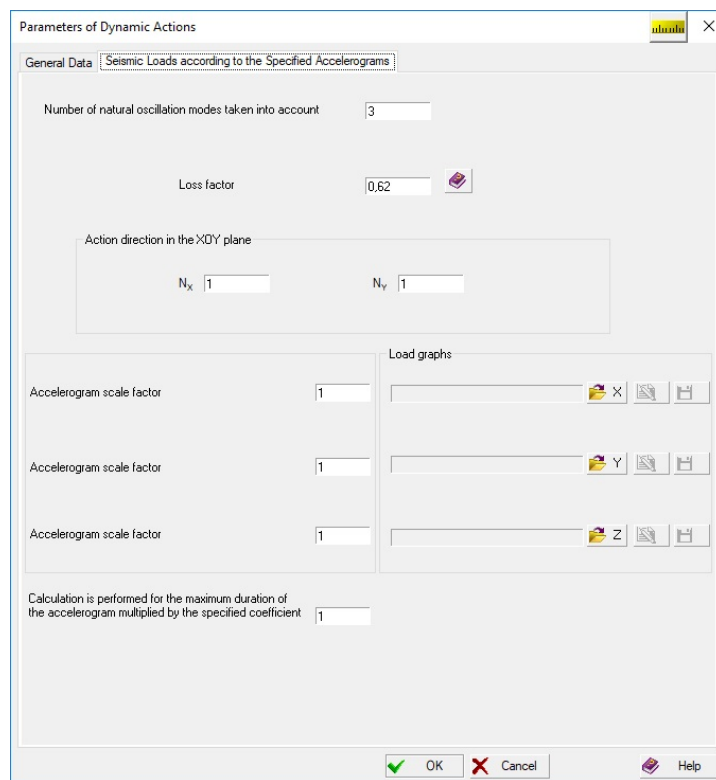 Parameters of Dynamic Actions
General Data
Seismic Loads according to the Specified Accelerograms
Number of natural oscillation modes taken into account
3
Loss factor
0,62
Action direction in the XOY plane
NX 1
NY 1
Load graphs
Accelerogram scale factor
1
X
Accelerogram scale factor
1
Y
Accelerogram scale factor
1
Z
Calculation is performed for the maximum duration of
the accelerogram multiplied by the specified coefficient
1
OK
Cancel
Help